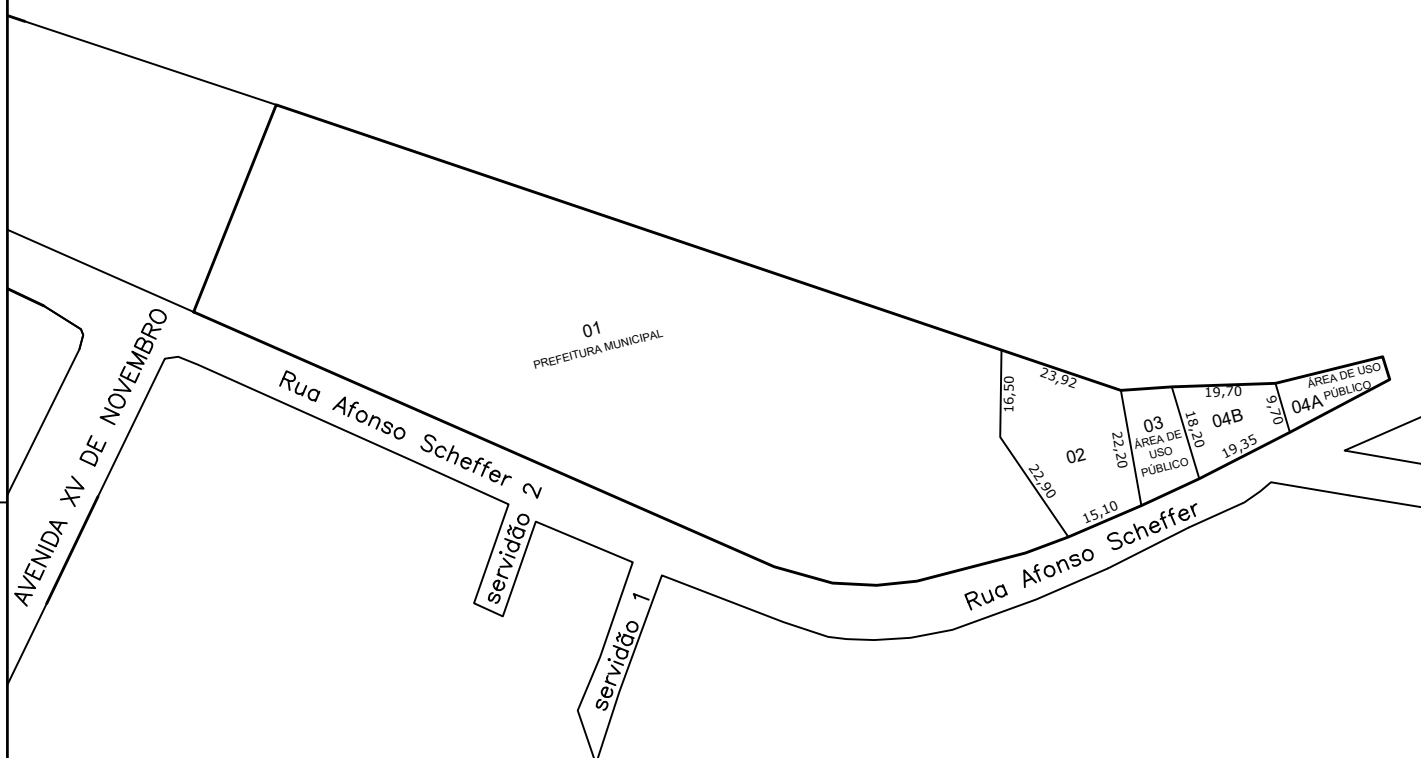 01
PREFEITURA MUNICIPAL
AVENIDA XV DE NOVEMBRO
Rua Afonso Scheffer
servidão 2
servidão 1
Rua Afonso Scheffer
23,92
16,50
02
22,20
22,90
15,10
03
ÁREA DE
USO
PÚBLICO
18,20
19,70
04B
9,70
19,35
ÁREA DE USO
PÚBLICO
04A